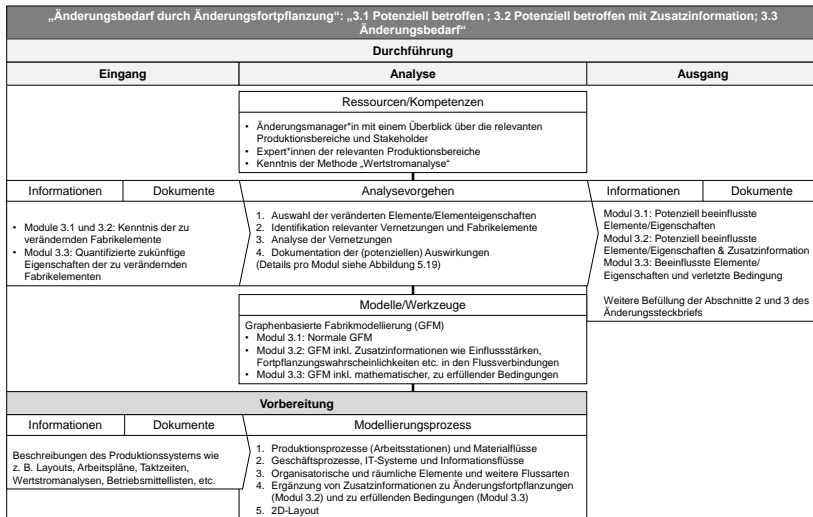 „Änderungsbedarf durch Änderungsfortpflanzung“: „3.1 Potenziell betroffen ; 3.2 Potenziell betroffen mit Zusatzinformation; 3.3
Änderungsbedarf“
Durchführung
Eingang
Analyse
Ausgang
Ressourcen/Kompetenzen
• Änderungsmanager*in mit einem Überblick über die relevanten
Produktionsbereiche und Stakeholder
• Expert*innen der relevanten Produktionsbereiche
• Kenntnis der Methode „Wertstromanalyse“
Informationen
Dokumente
Analysevorgehen
Informationen
Dokumente
• Module 3.1 und 3.2: Kenntnis der zu
verändernden Fabrikelemente
• Modul 3.3: Quantifizierte zukünftige
Eigenschaften der zu verändernden
Fabrikelementen
1. Auswahl der veränderten Elemente/Elementeigenschaften
2. Identifikation relevanter Vernetzungen und Fabrikelemente
3. Analyse der Vernetzungen
4. Dokumentation der (potenziellen) Auswirkungen
(Details pro Modul siehe Abbildung 5.19)
Modul 3.1: Potenziell beeinflusste
Elemente/Eigenschaften
Modul 3.2: Potenziell beeinflusste
Elemente/Eigenschaften & Zusatzinformation
Modul 3.3: Beeinflusste Elemente/
Eigenschaften und verletzte Bedingung
Weitere Befüllung der Abschnitte 2 und 3 des
Änderungssteckbriefs
Modelle/Werkzeuge
Graphenbasierte Fabrikmodellierung (GFM)
• Modul 3.1: Normale GFM
• Modul 3.2: GFM inkl. Zusatzinformationen wie Einflussstärken,
Fortpflanzungswahrscheinlichkeiten etc. in den Flussverbindungen
• Modul 3.3: GFM inkl. mathematischer, zu erfüllender Bedingungen
Vorbereitung
Informationen
Dokumente
Modellierungsprozess
Beschreibungen des Produktionssystems wie
z. B. Layouts, Arbeitspläne, Taktzeiten,
Wertstromanalysen, Betriebsmittellisten, etc.
1. Produktionsprozesse (Arbeitsstationen) und Materialflüsse
2. Geschäftsprozesse, IT-Systeme und Informationsflüsse
3. Organisatorische und räumliche Elemente und weitere Flussarten
4. Ergänzung von Zusatzinformationen zu Änderungsfortpflanzungen
(Modul 3.2) und zu erfüllenden Bedingungen (Modul 3.3)
5. 2D-Layout